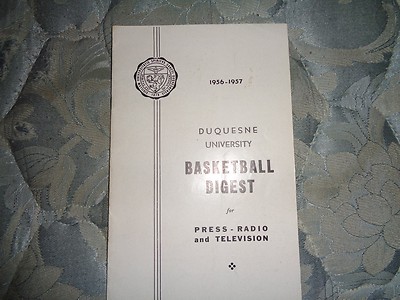 1956-1957
DUQUESNE
UNIVERSITY
BASKETBALL
DIGEST
for
PRESS - RADIO
and TELEVISION